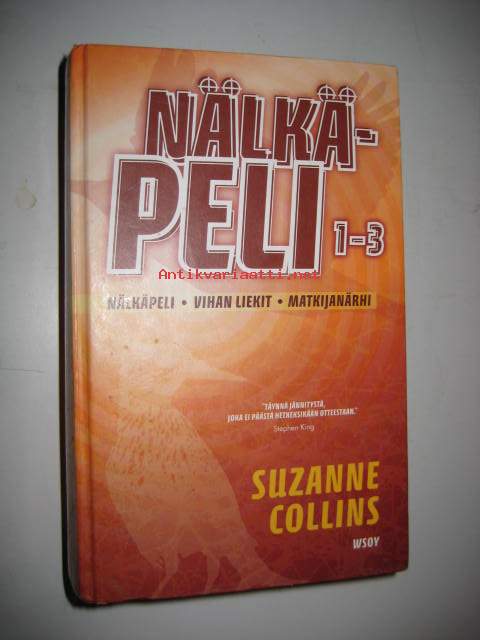 NÄLKÄ-
PELI 1-3
Antikvariaatti.net
NÄLKÄPELI • VIHAN LIEKIT • MATKIJANÄRHI
"TÄYNNÄ JÄNNITYSTÄ,
JOKA EI PÄÄSTÄ HETKEKSIKÄÄN OTTEESTAAN."
Stephen King
SUZANNE
COLLINS
WSOY